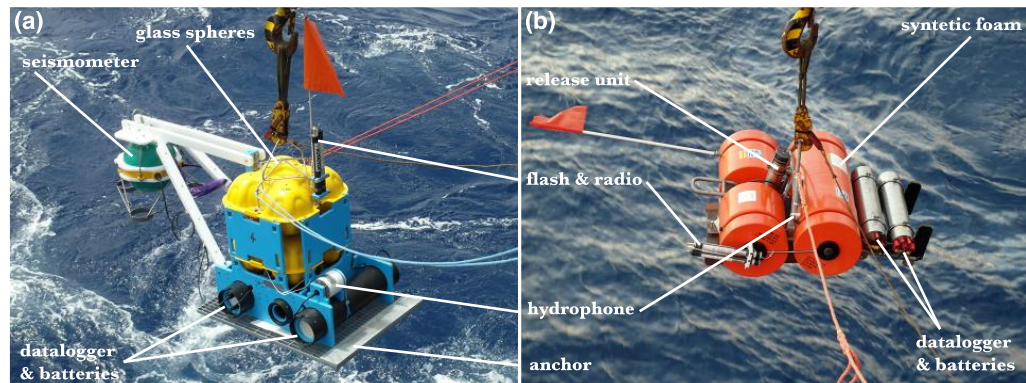 (a)
glass spheres
seismometer
datalogger
& batteries
(b)
syntetic foam
release unit
flash & radio
hydrophone
anchor
datalogger
& batteries